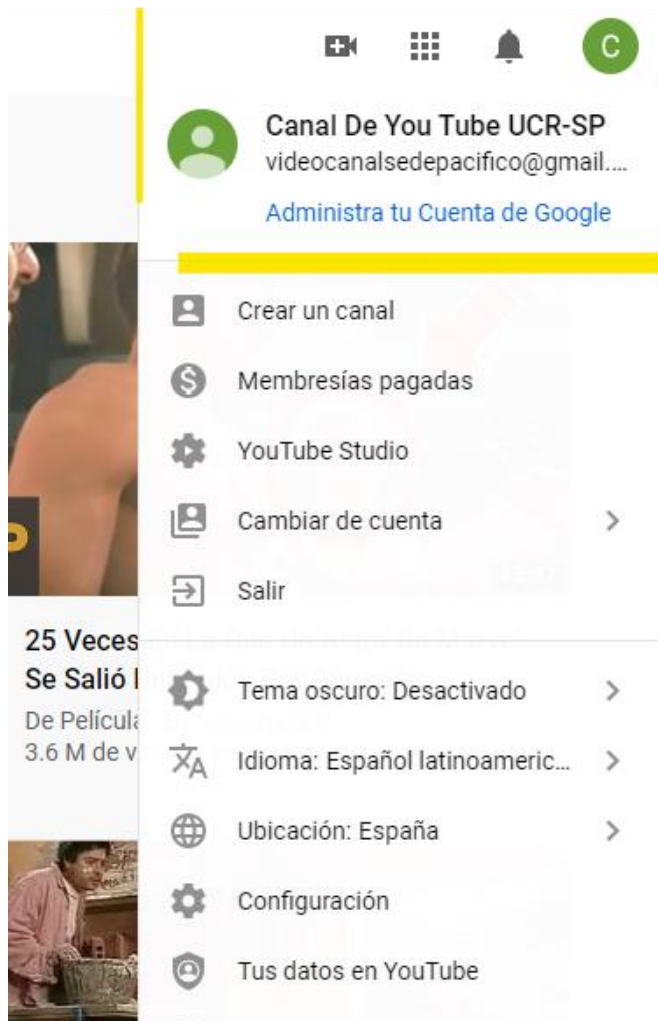 C
Canal De You Tube UCR-SP
videocanalsedepacifico@gmail....
Administra tu Cuenta de Google
Crear un canal
Membresías pagadas
YouTube Studio
Cambiar de cuenta
Salir
25 Veces
Se Salió
De Películ
3.6 M de v
Tema oscuro: Desactivado
Idioma: Español latinoameric...
Ubicación: España
Configuración
Tus datos en YouTube